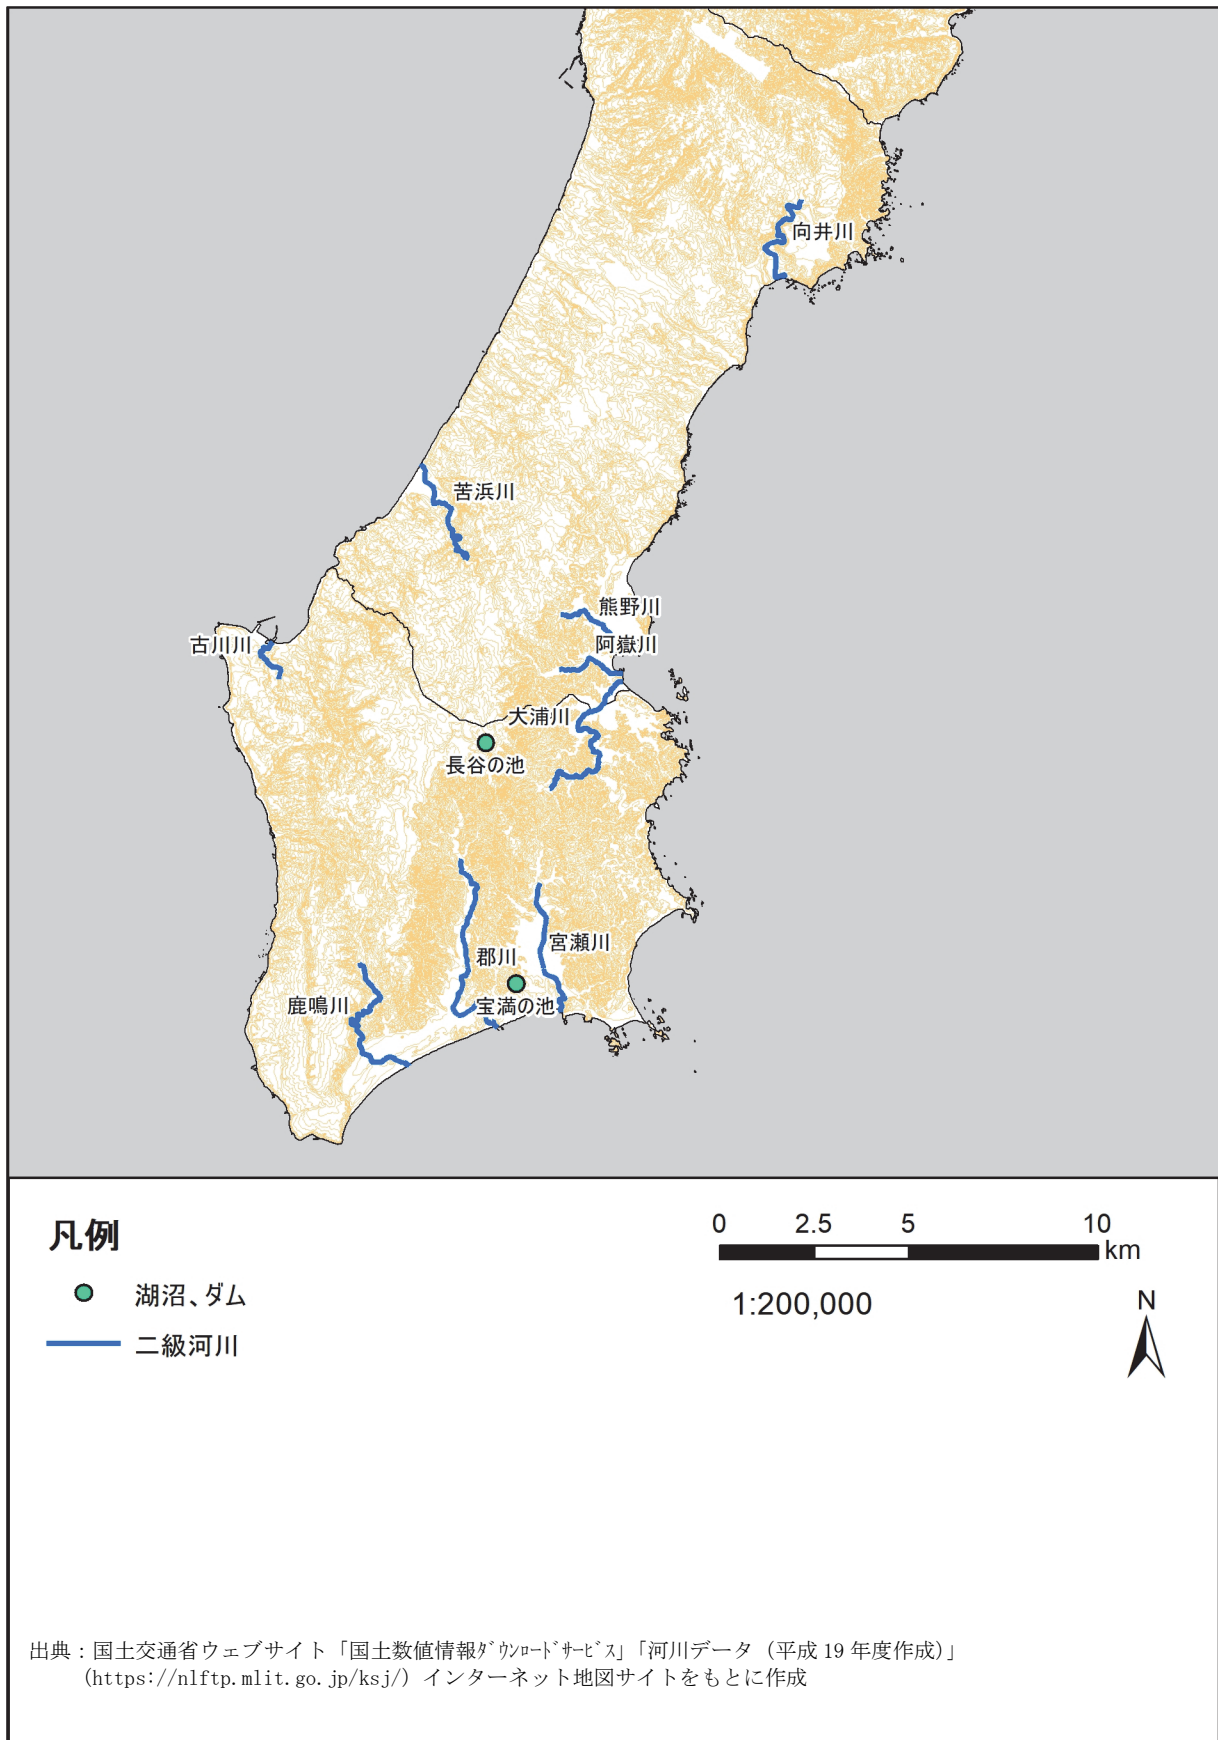 向井川
苦浜川
熊野川
古川川
阿嶽川
大浦川
長谷の池
宮瀬川
郡川
鹿鳴川
宝満の池
凡例
湖沼、ダム
二級河川
0 2.5 5 10
km
1:200,000
N
出典：国土交通省ウェブサイト「国土数値情報ﾀﾞｳﾝﾛｰﾄﾞｻｰﾋﾞｽ」「河川データ（平成 19 年度作成）」
(https://nlftp.mlit.go.jp/ksj/) インターネット地図サイトをもとに作成